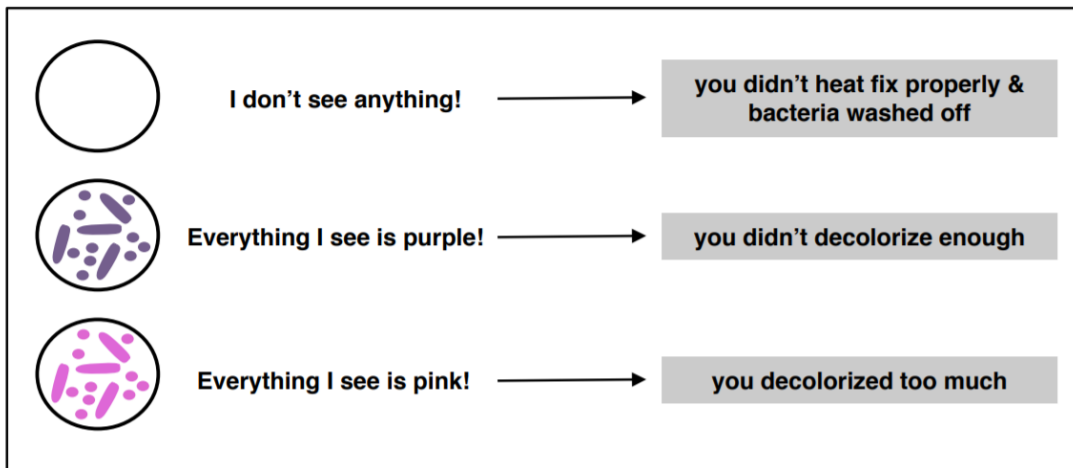 I don't see anything!
you didn't heat fix properly &
bacteria washed off
Everything I see is purple!
you didn't decolorize enough
Everything I see is pink!
you decolorized too much